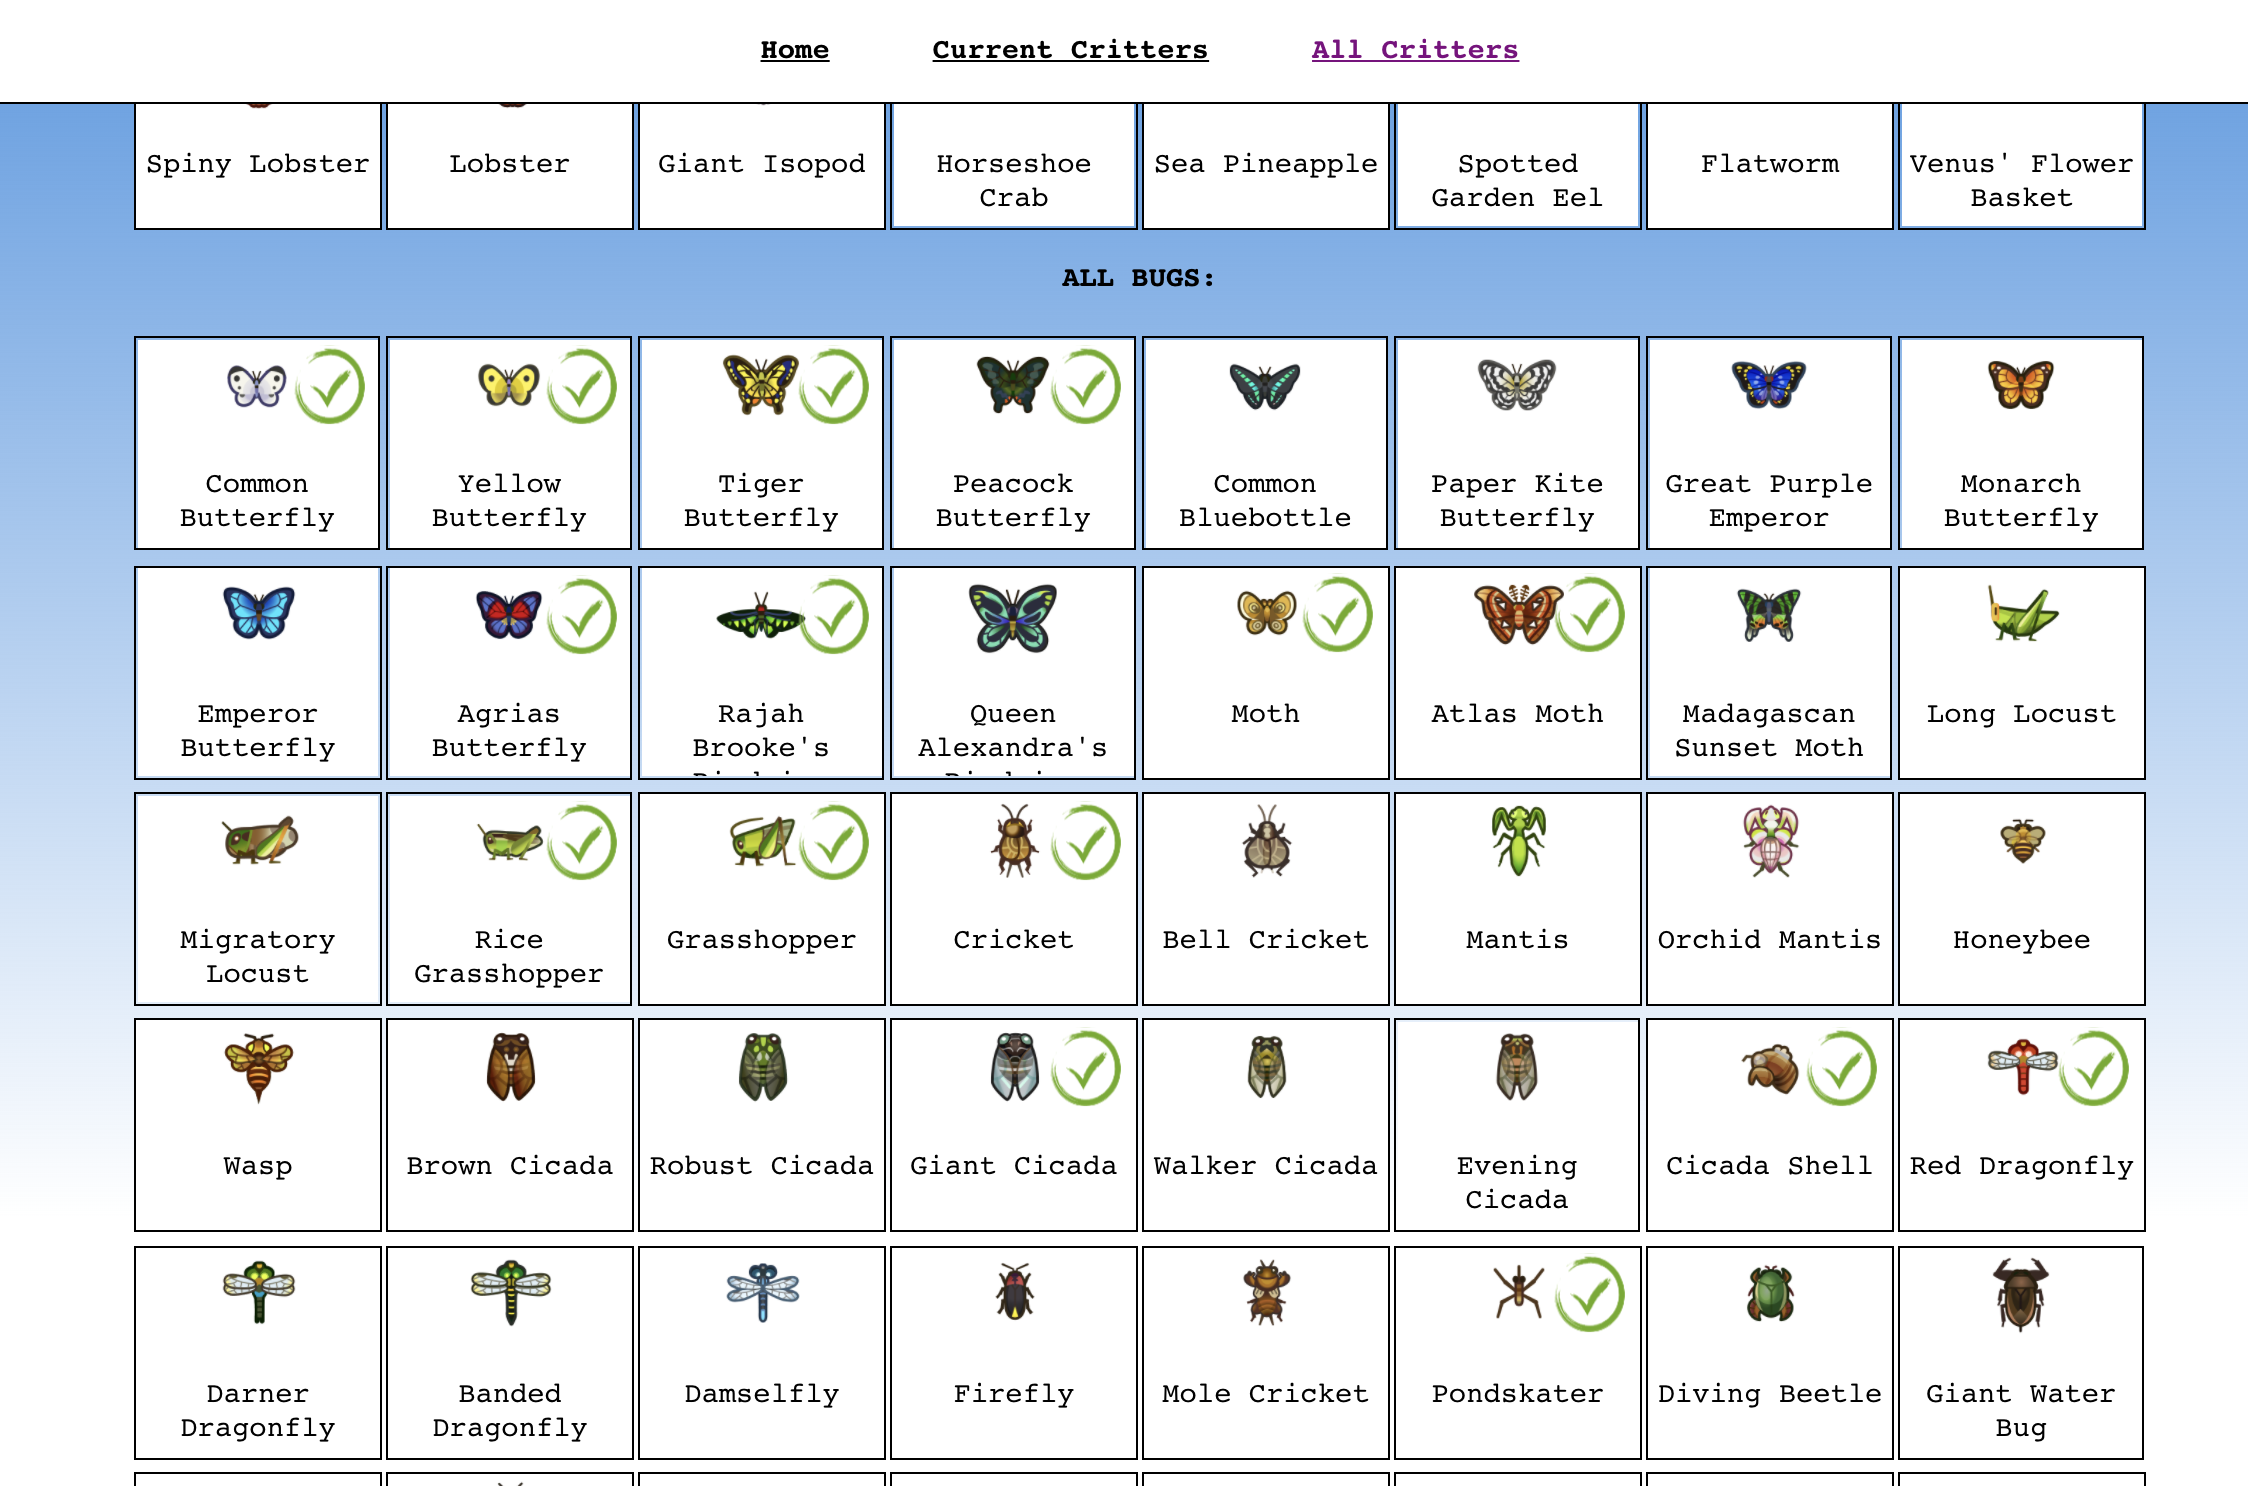 Home Current Critters All Critters
Spiny Lobster Lobster Giant Isopod Horseshoe Sea Pineapple Spotted Flatworm Venus' Flower
Crab Garden Eel Basket
ALL BUGS:
Common Yellow Tiger Peacock Common Paper Kite Great Purple Monarch
Butterfly Butterfly Butterfly Butterfly Bluebottle Butterfly Emperor Butterfly
Emperor Agrias Rajah Queen Moth Atlas Moth Madagascan Long Locust
Butterfly Butterfly Brooke's Alexandra's Sunset Moth
Migratory Rice Grasshopper Cricket Bell Cricket Mantis Orchid Mantis Honeybee
Locust Grasshopper
Wasp Brown Cicada Robust Cicada Giant Cicada Walker Cicada Evening Cicada Shell Red Dragonfly
Cicada
Darner Banded Damselfly Firefly Mole Cricket Pondskater Diving Beetle Giant Water
Dragonfly Dragonfly Bug